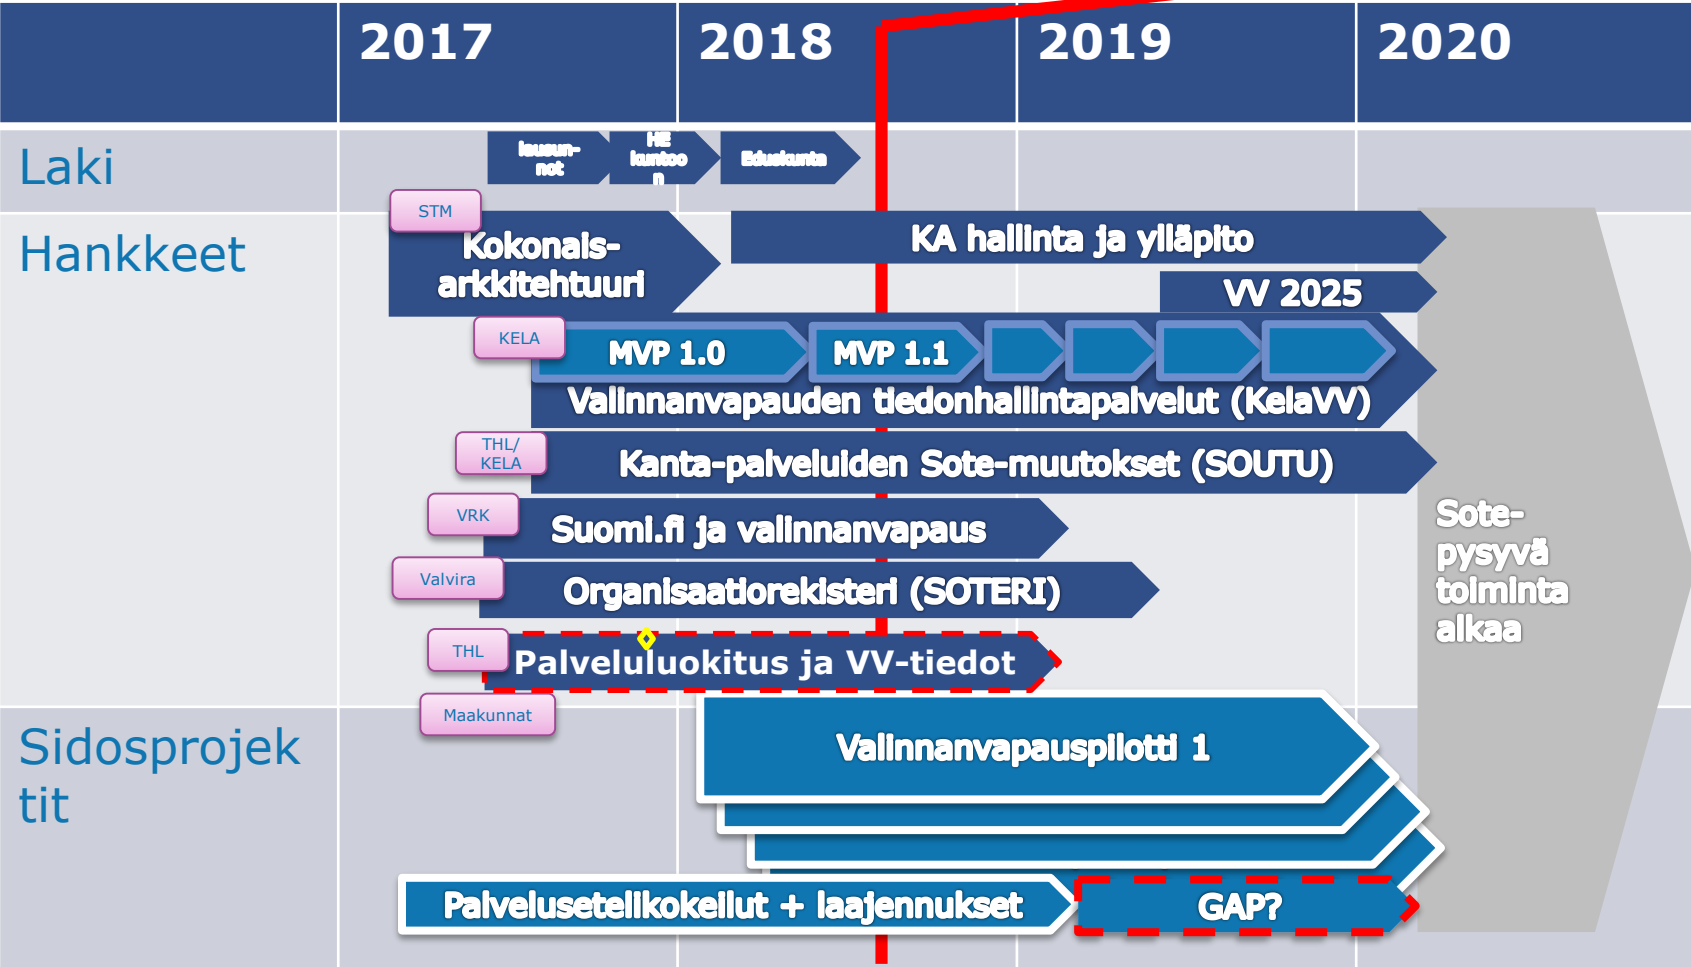 2017
2018
2019
2020
Laki
lausun-
not
HE
kuntoo
n
Eduskunta
Hankkeet
STM
Kokonais-
arkkitehtuuri
KA hallinta ja ylläpito
VV 2025
KELA
MVP 1.0
MVP 1.1
Valinnanvapauden tiedonhallintapalvelut (KelaVV)
THL/
KELA
Kanta-palveluiden Sote-muutokset (SOUTU)
VRK
Suomi.fi ja valinnanvapaus
Valvira
Organisaatiorekisteri (SOTERI)
THL
Palveluluokitus ja VV-tiedot
Sote-
pysyvä
toiminta
alkaa
Sidosprojek
tit
Maakunnat
Valinnanvapauspilotti 1
Palvelusetelikokeilut + laajennukset
GAP?